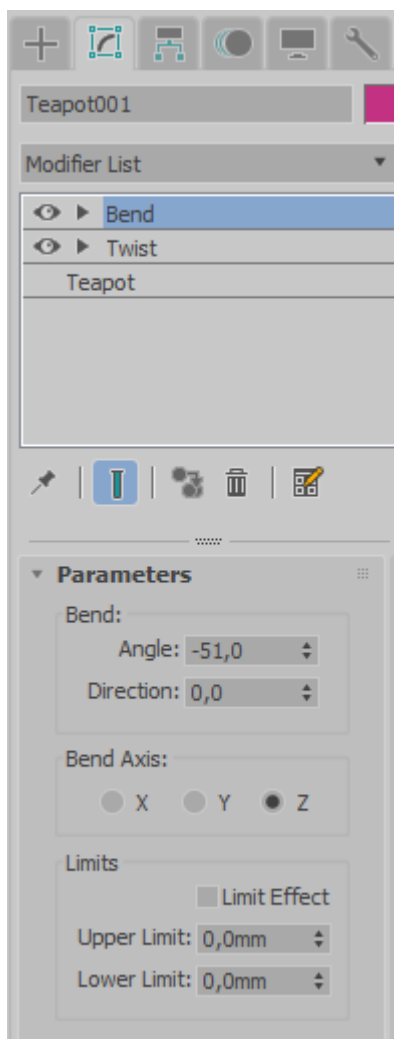 Teapot001
Modifier List
Bend
Twist
Teapot
Parameters
Bend:
Angle: -51,0
Direction: 0,0
Bend Axis:
X Y Z
Limits
Limit Effect
Upper Limit: 0,0mm
Lower Limit: 0,0mm